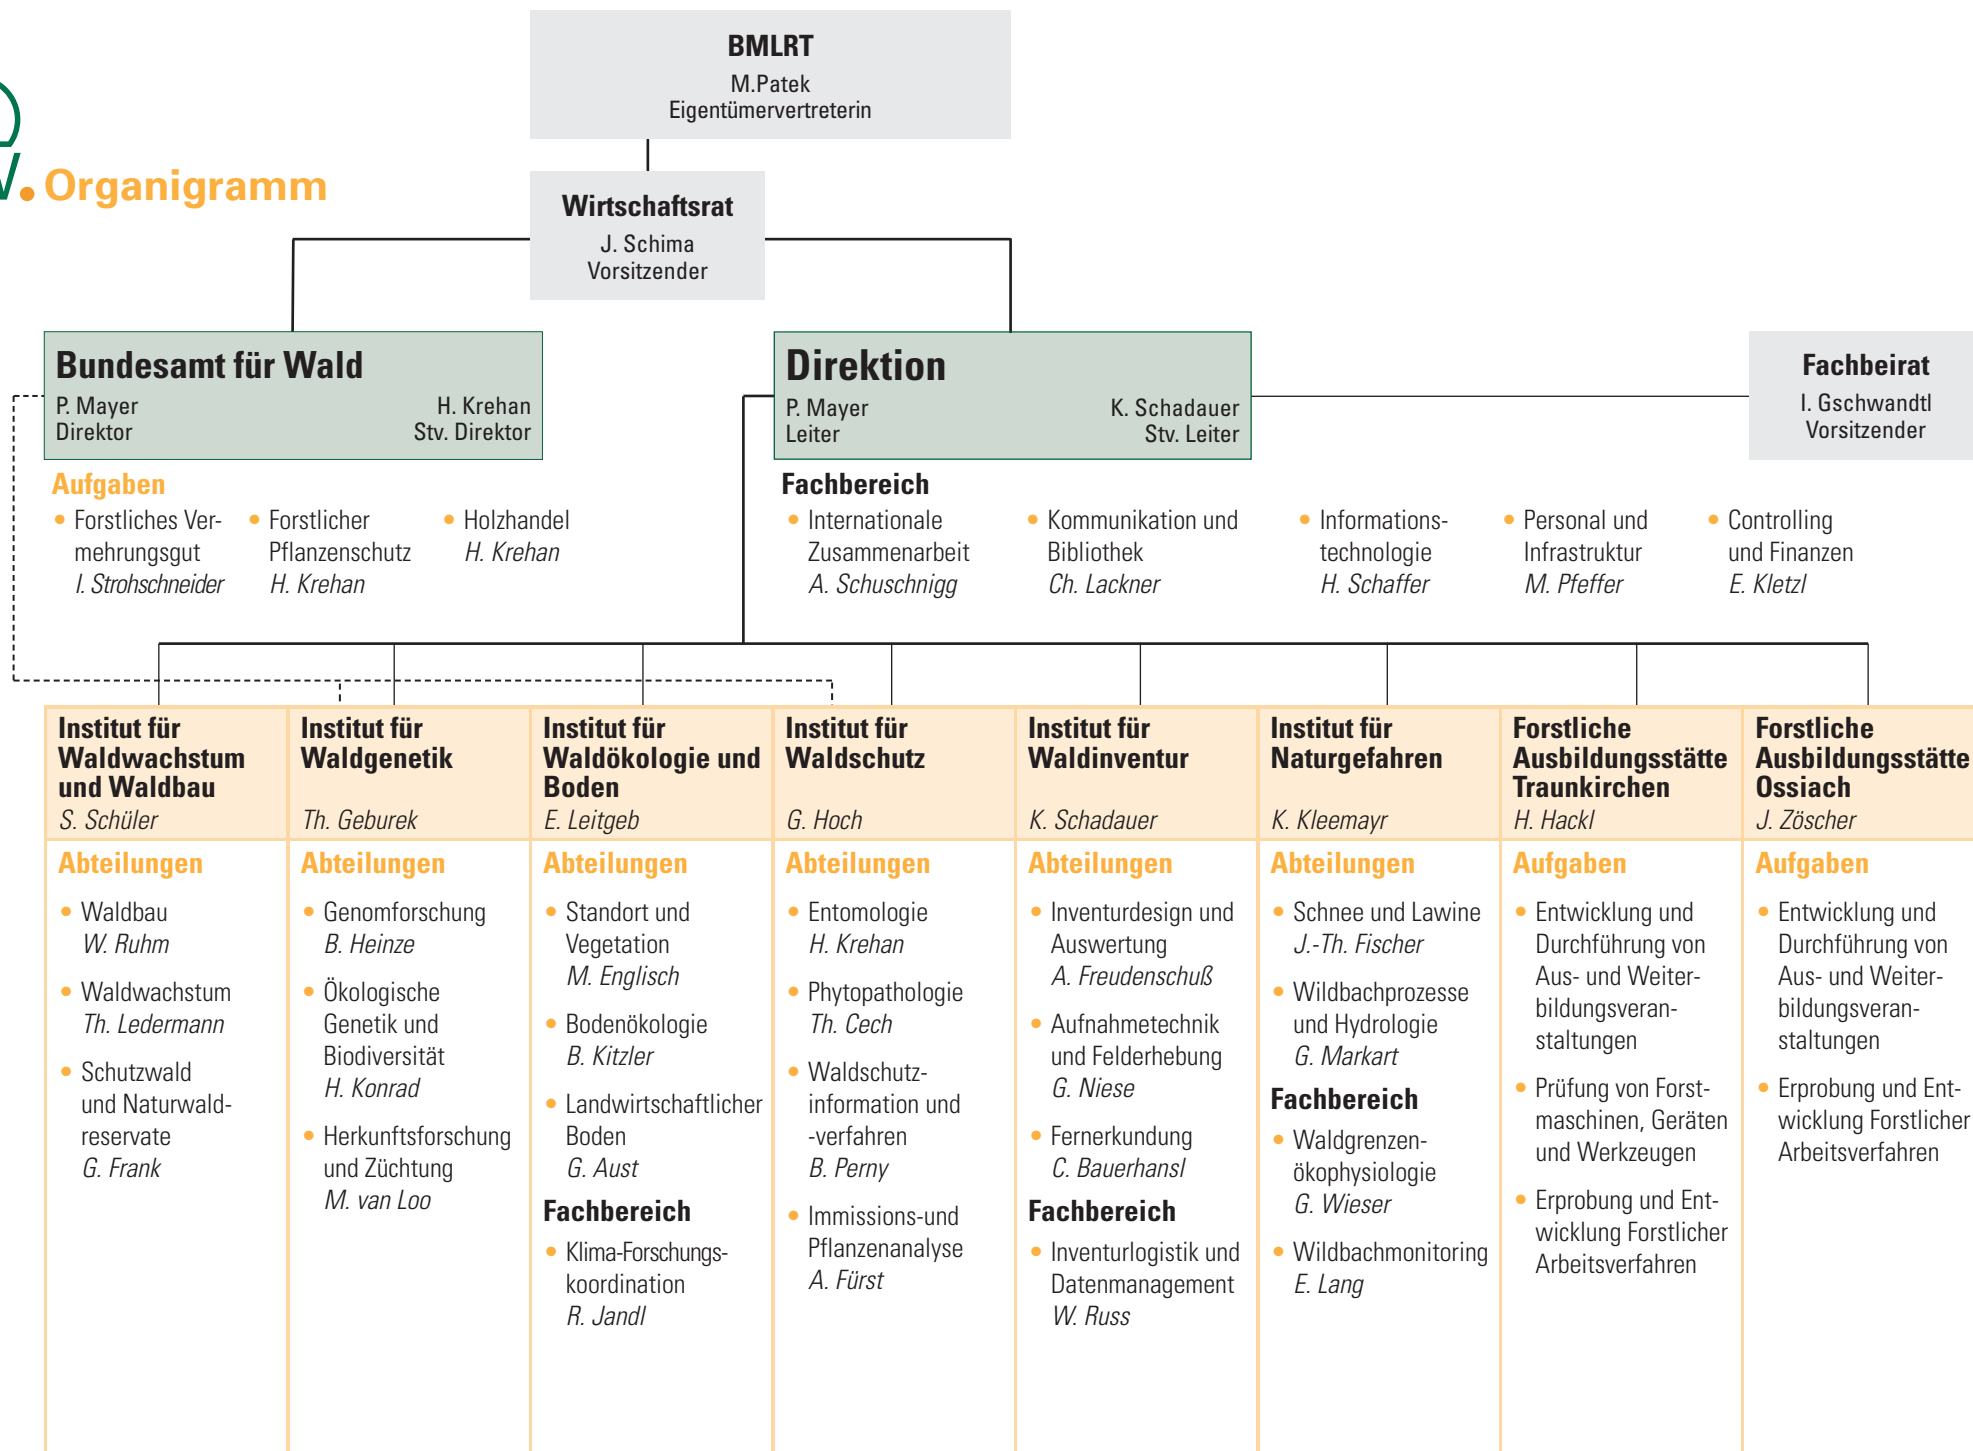 BMLRT
M.Patek
Eigentümervertreterin
Organigramm
Wirtschaftsrat
J. Schima
Vorsitzender
Bundesamt für Wald
P. Mayer
Direktor
H. Krehan
Stv. Direktor
Direktion
P. Mayer
Leiter
K. Schadauer
Stv. Leiter
Fachbeirat
I. Gschwandtl
Vorsitzender
Aufgaben
• Forstliches Ver-
mehrungsgut
I. Strohschneider
• Forstlicher
Pflanzenschutz
H. Krehan
• Holzhandel
H. Krehan
Fachbereich
• Internationale
Zusammenarbeit
A. Schuschnigg
• Kommunikation und
Bibliothek
Ch. Lackner
• Informations-
technologie
H. Schaffer
• Personal und
Infrastruktur
M. Pfeffer
• Controlling
und Finanzen
E. Kletzl
Institut für
Waldwachstum
und Waldbau
S. Schüler
Abteilungen
• Waldbau
W. Ruhm
• Waldwachstum
Th. Ledermann
• Schutzwald
und Naturwald-
reservate
G. Frank
Institut für
Waldgenetik
Th. Geburek
Abteilungen
• Genomforschung
B. Heinze
• Ökologische
Genetik und
Biodiversität
H. Konrad
• Herkunftsforschung
und Züchtung
M. van Loo
Institut für
Waldökologie und
Boden
E. Leitgeb
Abteilungen
• Standort und
Vegetation
M. Englisch
• Bodenökologie
B. Kitzler
• Landwirtschaftlicher
Boden
G. Aust
Fachbereich
• Klima-Forschungs-
koordination
R. Jandl
Institut für
Waldschutz
G. Hoch
Abteilungen
• Entomologie
H. Krehan
• Phytopathologie
Th. Cech
• Waldschutz-
information und
-verfahren
B. Perny
• Immissions-und
Pflanzenanalyse
A. Fürst
Institut für
Waldinventur
K. Schadauer
Abteilungen
• Inventurdesign und
Auswertung
A. Freudenschuß
• Aufnahmetechnik
und Felderhebung
G. Niese
• Fernerkundung
C. Bauerhansl
Fachbereich
• Inventurlogistik und
Datenmanagement
W. Russ
Institut für
Naturgefahren
K. Kleemayr
Abteilungen
• Schnee und Lawine
J.-Th. Fischer
• Wildbachprozesse
und Hydrologie
G. Markart
Fachbereich
• Waldgrenzen-
ökophysiologie
G. Wieser
• Wildbachmonitoring
E. Lang
Forstliche
Ausbildungsstätte
Traunkirchen
H. Hackl
Aufgaben
• Entwicklung und
Durchführung von
Aus- und Weiter-
bildungsveran-
staltungen
• Prüfung von Forst-
maschinen, Geräten
und Werkzeugen
• Erprobung und Ent-
wicklung Forstlicher
Arbeitsverfahren
Forstliche
Ausbildungsstätte
Ossiach
J. Zöscher
Aufgaben
• Entwicklung und
Durchführung von
Aus- und Weiter-
bildungsveran-
staltungen
• Erprobung und Ent-
wicklung Forstlicher
Arbeitsverfahren